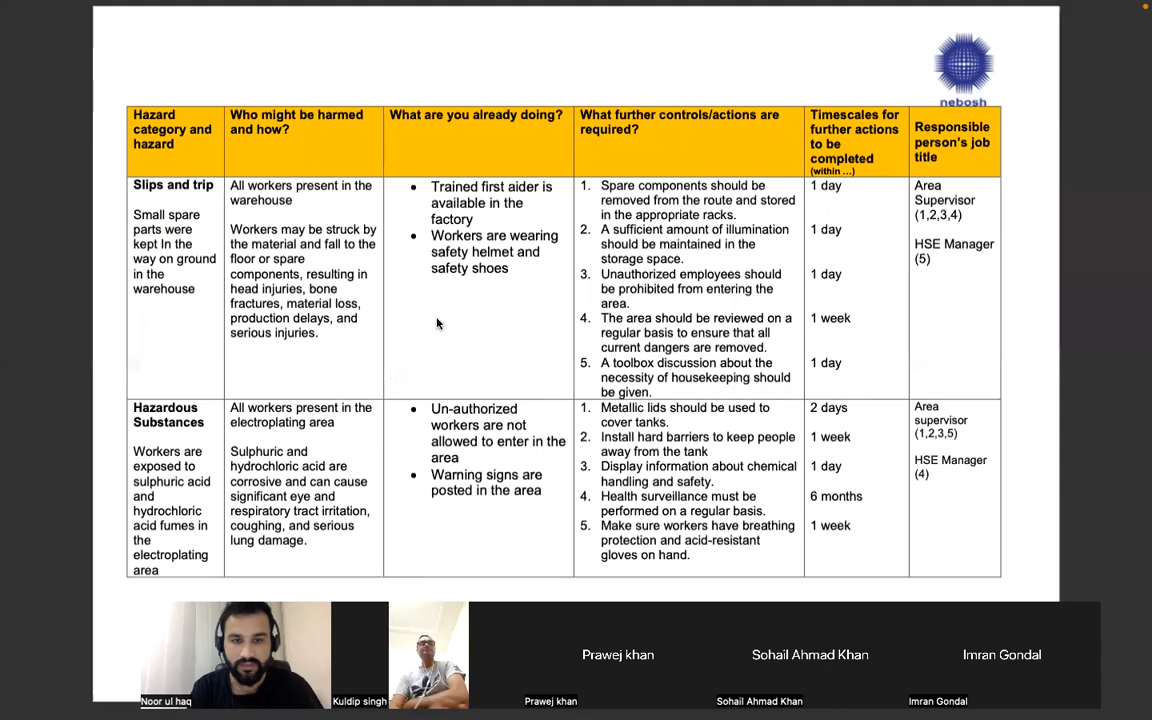 nebosh
Hazard
category and
hazard
Who might be harmed
and how?
What are you already doing?
What further controls/actions are
required?
Timescales for
further actions
to be
completed
(within ...)
Responsible
person's job
title
Slips and trip
Small spare
parts were
kept In the
way on ground
in the
warehouse
All workers present in the
warehouse
Workers may be struck by
the material and fall to the
floor or spare
components, resulting in
head injuries, bone
fractures, material loss,
production delays, and
serious injuries.
• Trained first aider is
available in the
factory
• Workers are wearing
safety helmet and
safety shoes
1. Spare components should be
removed from the route and stored
in the appropriate racks.
2. A sufficient amount of illumination
should be maintained in the
storage space.
3. Unauthorized employees should
be prohibited from entering the
area.
4. The area should be reviewed on a
regular basis to ensure that all
current dangers are removed.
5. A toolbox discussion about the
necessity of housekeeping should
be given.
1 day
1 day
1 day
1 week
1 day
Area
Supervisor
(1,2,3,4)
HSE Manager
(5)
Hazardous
Substances
Workers are
exposed to
sulphuric acid
and
hydrochloric
acid fumes in
the
electroplating
area
All workers present in the
electroplating area
Sulphuric and
hydrochloric acid are
corrosive and can cause
significant eye and
respiratory tract irritation,
coughing, and serious
lung damage.
• Un-authorized
workers are not
allowed to enter in the
area
• Warning signs are
posted in the area
1. Metallic lids should be used to
cover tanks.
2. Install hard barriers to keep people
away from the tank
3. Display information about chemical
handling and safety.
4. Health surveillance must be
performed on a regular basis.
5. Make sure workers have breathing
protection and acid-resistant
gloves on hand.
2 days
1 week
1 day
6 months
1 week
Area
supervisor
(1,2,3,5)
HSE Manager
(4)
Prawej khan
Sohail Ahmad Khan
Imran Gondal
Noor ul haq
Kuldip singh
Prawej khan
Sohail Ahmad Khan
Imran Gondal